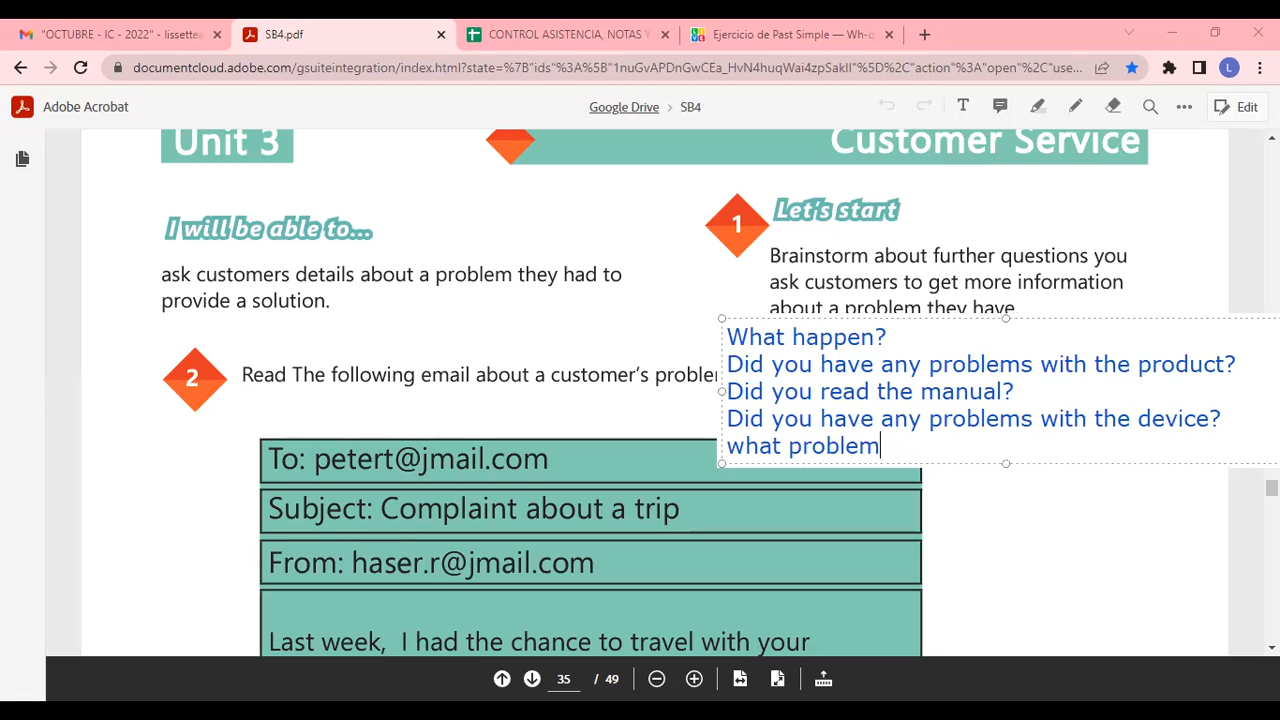 "OCTUBRE - IC - 2022" - lissettea
SB4.pdf
CONTROL ASISTENCIA, NOTAS Y
Ejercicio de Past Simple — Wh-q
documentcloud.adobe.com/gsuiteintegration/index.html?state=%7B"ids"%3A%5B"1nuGvAPDnGwCEa_HvN4huqWai4zpSakII"%5D%2C"action"%3A"open"%2C"use...
L
Adobe Acrobat
Google Drive
SB4
Edit
Unit 3
Customer Service
I will be able to...
ask customers details about a problem they had to
provide a solution.
1
Let's start
Brainstorm about further questions you
ask customers to get more information
about a problem they have
What happen?
Did you have any problems with the product?
Did you read the manual?
Did you have any problems with the device?
what problem
2
Read The following email about a customer's problem
To: petert@jmail.com
Subject: Complaint about a trip
From: haser.r@jmail.com
Last week, I had the chance to travel with your
35 / 49